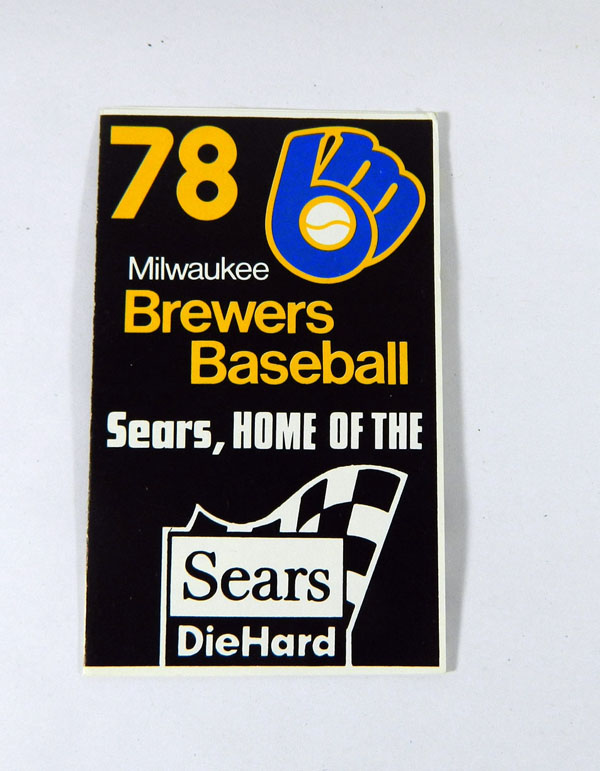 78
Milwaukee
Brewers
Baseball
Sears, HOME OF THE
Sears
DieHard